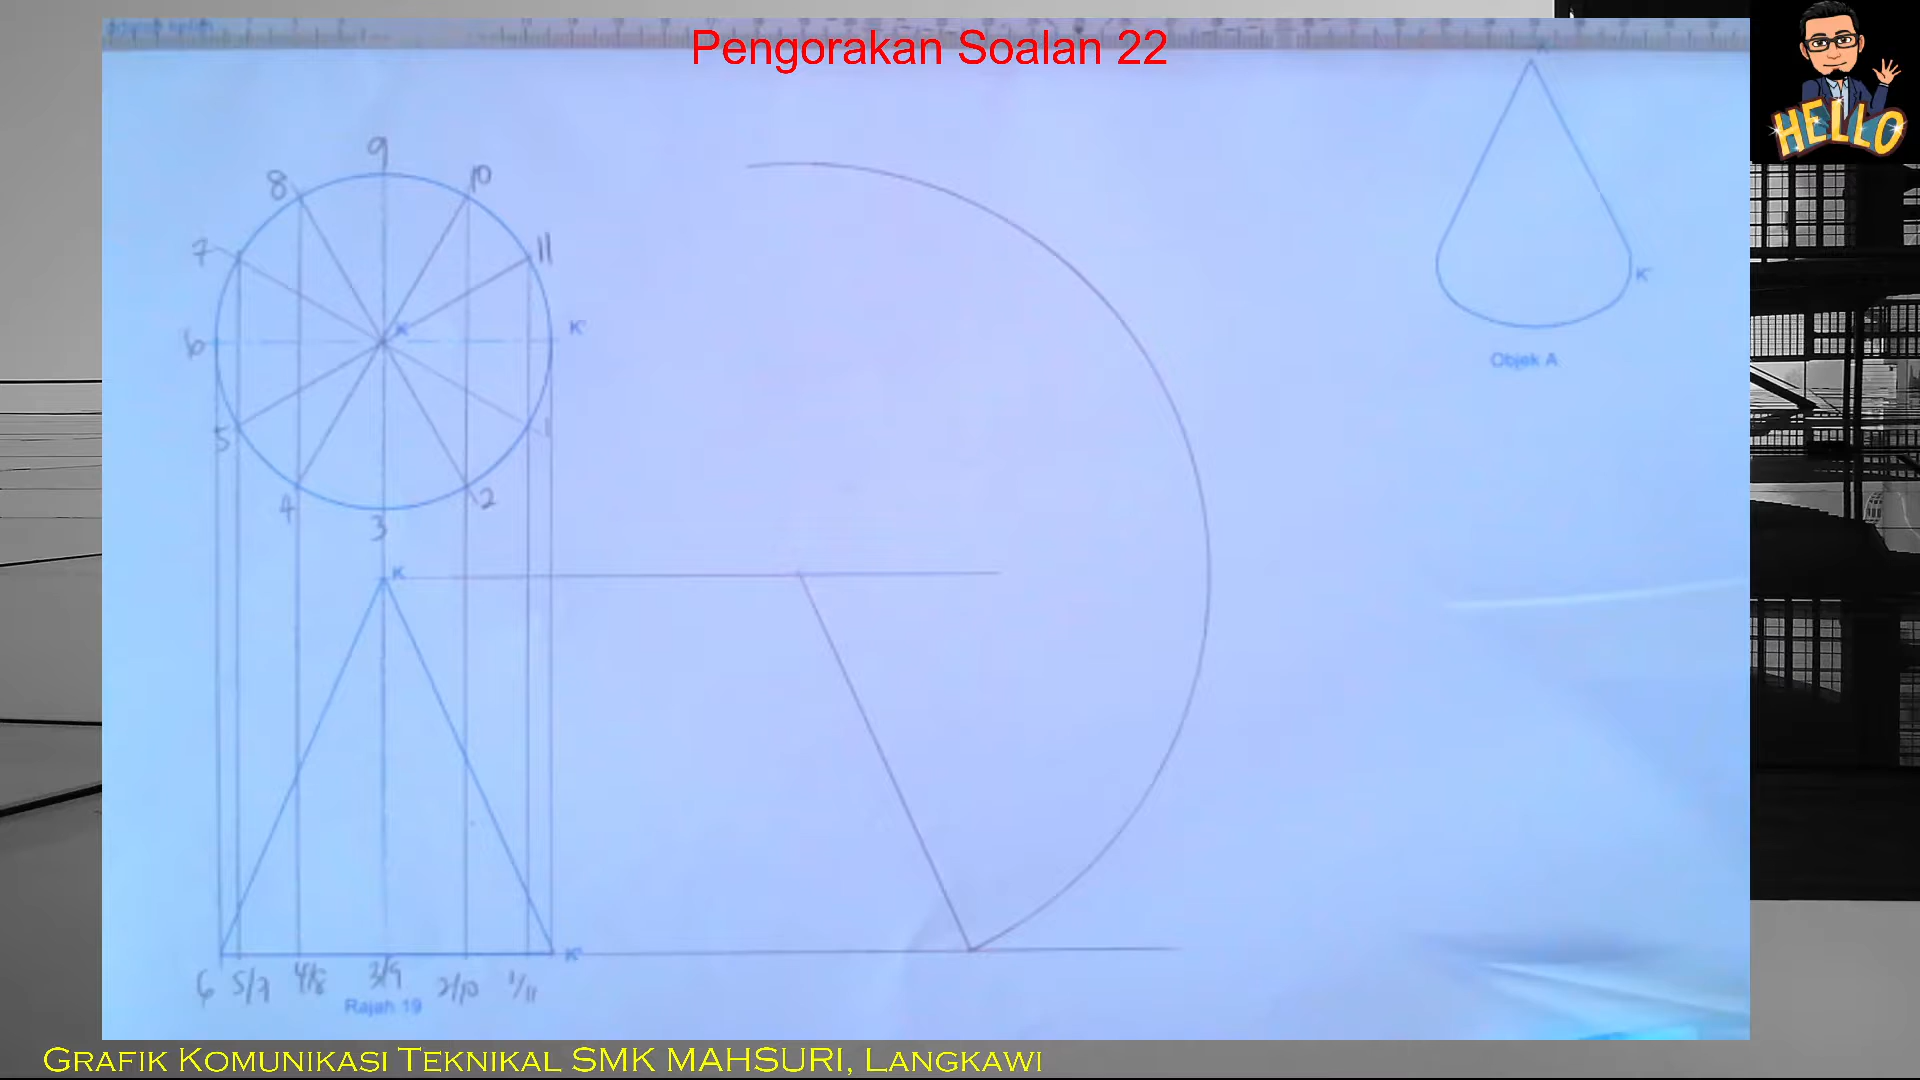 Pengorakan Soalan 22
HELLO
9
8
10
7
11
K
K'
6
5
1
4
2
3
K
K'
Objek A
K
K'
6 5/7 4/8 3/9 2/10 1/11
Rajah 19
GRAFIK KOMUNIKASI TEKNIKAL SMK MAHSURI, LANGKAWI